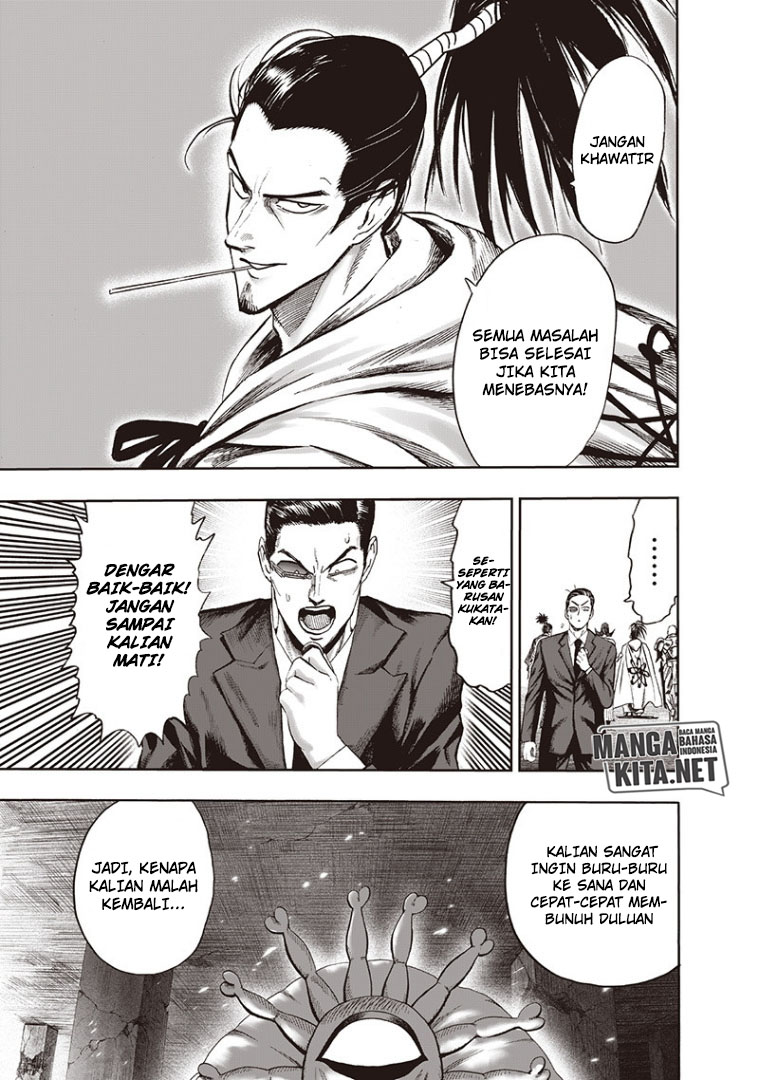 JANGAN
KHAWATIR
SEMUA MASALAH
BISA SELESAI
JIKA KITA
MENEBASNYA!
......
SE-
SEPERTI
YANG BA-
RUSAN
KUKATA-
KAN!
DENGAR
BAIK-BAIK!
JANGAN
SAMPAI
KALIAN
MATI!
MANGA
KITA.NET
BACA MANGA
BAHASA
INDONESIA
KALIAN SANGAT
INGIN BURU-BURU
KE SANA DAN
CEPAT-CEPAT MEM-
BUNUH DULUAN
JADI, KENAPA
KALIAN MALAH
KEMBALI...